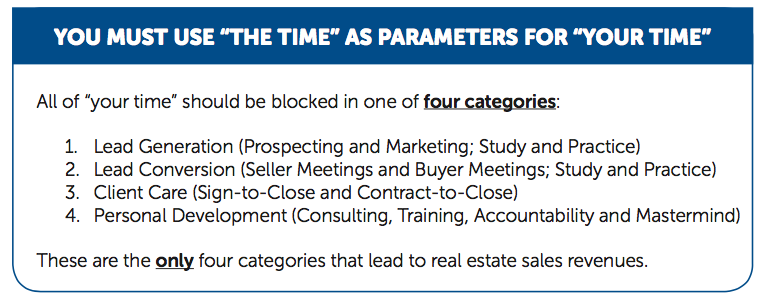 YOU MUST USE “THE TIME” AS PARAMETERS FOR “YOUR TIME”
All of “your time” should be blocked in one of four categories:
1. Lead Generation (Prospecting and Marketing; Study and Practice)
2. Lead Conversion (Seller Meetings and Buyer Meetings; Study and Practice)
3. Client Care (Sign-to-Close and Contract-to-Close)
4. Personal Development (Consulting, Training, Accountability and Mastermind)
These are the only four categories that lead to real estate sales revenues.